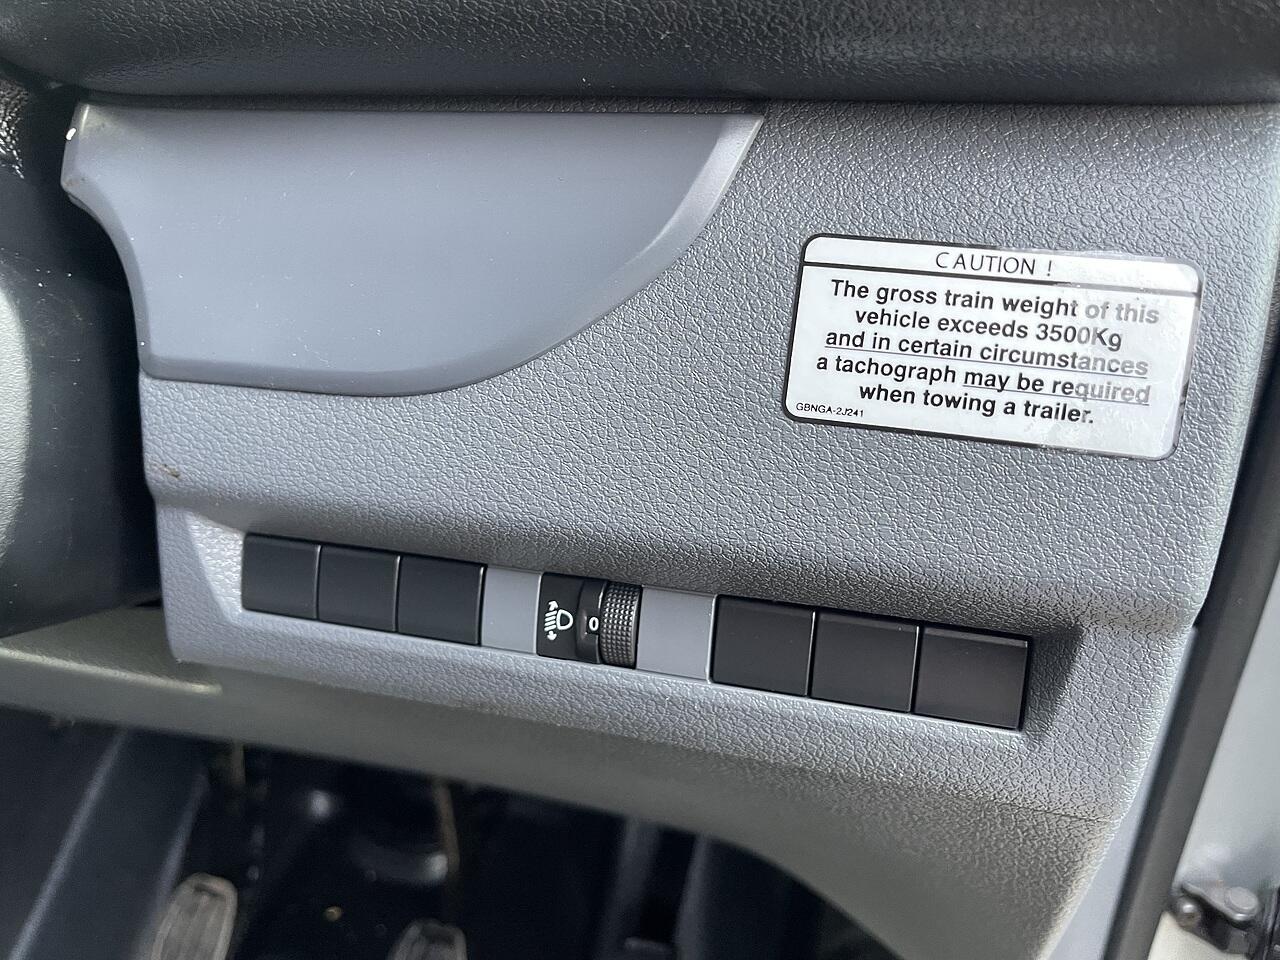 CAUTION !
The gross train weight of this
vehicle exceeds 3500Kg
and in certain circumstances
a tachograph may be required
when towing a trailer.
GBNGA-2J241
0